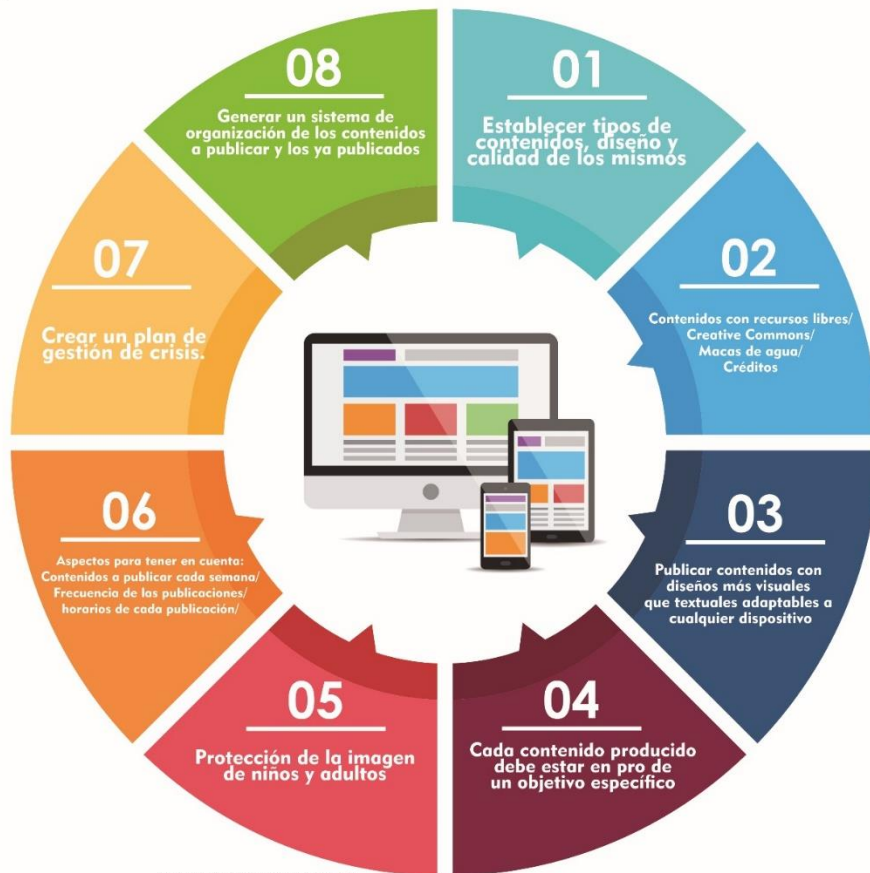 01
Establecer tipos de
contenidos, diseño y
calidad de los mismos
02
Contenidos con recursos libres/
Creative Commons/
Macas de agua/
Créditos
03
Publicar contenidos con
diseños más visuales
que textuales adaptables a
cualquier dispositivo
04
Cada contenido producido
debe estar en pro de
un objetivo específico
05
Protección de la imagen
de niños y adultos
06
Aspectos para tener en cuenta:
Contenidos a publicar cada semana/
Frecuencia de las publicaciones/
horarios de cada publicación/
07
Crear un plan de
gestión de crisis.
08
Generar un sistema de
organización de los contenidos
a publicar y los ya publicados